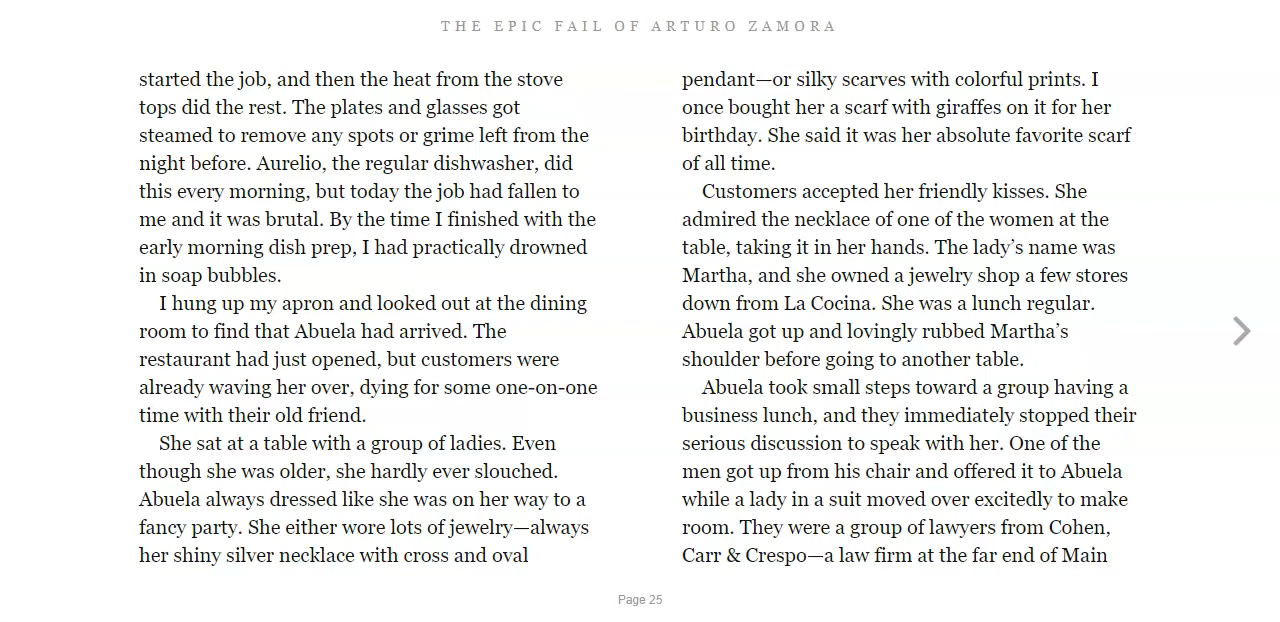 THE EPIC FAIL OF ARTURO ZAMORA
started the job, and then the heat from the stove
tops did the rest. The plates and glasses got
steamed to remove any spots or grime left from the
night before. Aurelio, the regular dishwasher, did
this every morning, but today the job had fallen to
me and it was brutal. By the time I finished with the
early morning dish prep, I had practically drowned
in soap bubbles.
I hung up my apron and looked out at the dining
room to find that Abuela had arrived. The
restaurant had just opened, but customers were
already waving her over, dying for some one-on-one
time with their old friend.
She sat at a table with a group of ladies. Even
though she was older, she hardly ever slouched.
Abuela always dressed like she was on her way to a
fancy party. She either wore lots of jewelry—always
her shiny silver necklace with cross and oval
pendant—or silky scarves with colorful prints. I
once bought her a scarf with giraffes on it for her
birthday. She said it was her absolute favorite scarf
of all time.
Customers accepted her friendly kisses. She
admired the necklace of one of the women at the
table, taking it in her hands. The lady’s name was
Martha, and she owned a jewelry shop a few stores
down from La Cocina. She was a lunch regular.
Abuela got up and lovingly rubbed Martha’s
shoulder before going to another table.
Abuela took small steps toward a group having a
business lunch, and they immediately stopped their
serious discussion to speak with her. One of the
men got up from his chair and offered it to Abuela
while a lady in a suit moved over excitedly to make
room. They were a group of lawyers from Cohen,
Carr & Crespo—a law firm at the far end of Main
Page 25